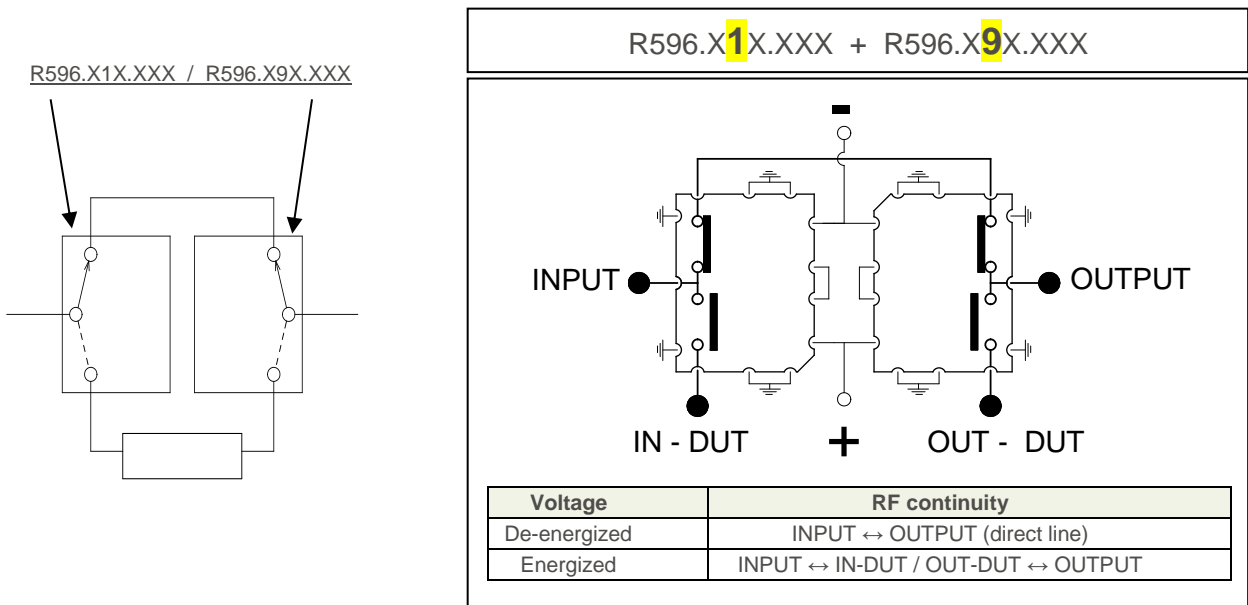 R596.X1X.XXX / R596.X9X.XXX
R596.X1X.XXX + R596.X9X.XXX
-
INPUT
OUTPUT
IN - DUT
+
OUT - DUT
Voltage RF continuity
De-energized INPUT ↔ OUTPUT (direct line)
Energized INPUT ↔ IN-DUT / OUT-DUT ↔ OUTPUT